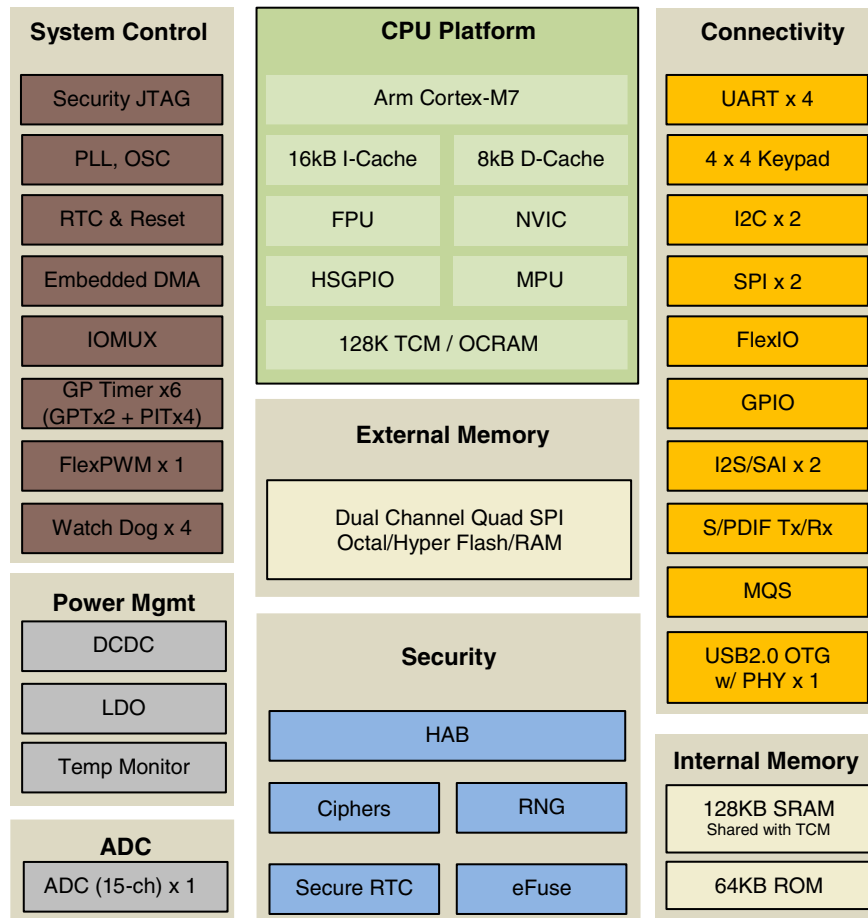 System Control
Security JTAG
PLL, OSC
RTC & Reset
Embedded DMA
IOMUX
GP Timer x6
(GPTx2 + PITx4)
FlexPWM x 1
Watch Dog x 4
Power Mgmt
DCDC
LDO
Temp Monitor
ADC
ADC (15-ch) x 1
CPU Platform
Arm Cortex-M7
16kB I-Cache
8kB D-Cache
FPU
NVIC
HSGPIO
MPU
128K TCM / OCRAM
External Memory
Dual Channel Quad SPI
Octal/Hyper Flash/RAM
Security
HAB
Ciphers
RNG
Secure RTC
eFuse
Connectivity
UART x 4
4 x 4 Keypad
I2C x 2
SPI x 2
FlexIO
GPIO
I2S/SAI x 2
S/PDIF Tx/Rx
MQS
USB2.0 OTG
w/ PHY x 1
Internal Memory
128KB SRAM
Shared with TCM
64KB ROM